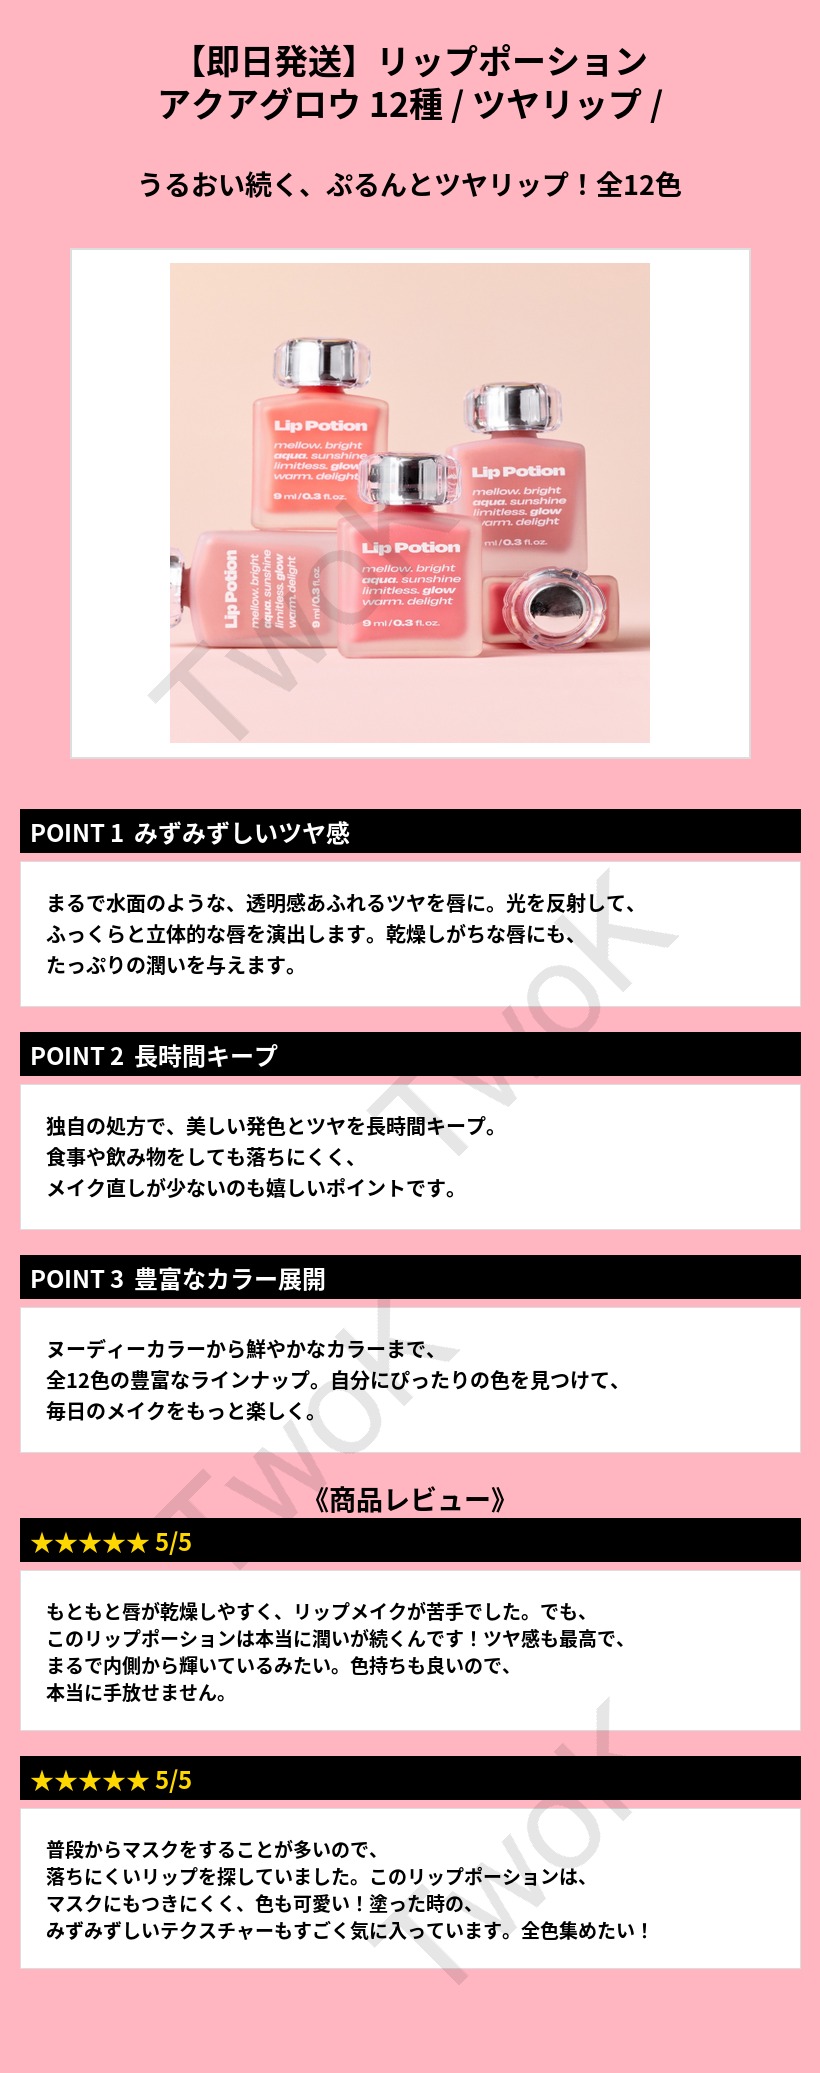 【即日発送】リップポーション
アクアグロウ 12種 / ツヤリップ /
うるおい続く、ぷるんとツヤリップ！全12色
Lip Potion
mellow. bright
aqua. sunshine
limitless. glow
warm. delight
9 ml/0.3 fl.oz.
Lip Potion
mellow. bright
aqua. sunshine
limitless. glow
warm. delight
ml/0.3 fl.oz.
Lip Potion
mellow. bright
aqua. sunshine
limitless. glow
warm. delight
9 ml/0.3 fl.oz.
Lip Potion
mellow. bright
aqua. sunshine
limitless. glow
warm. delight
9 ml/0.3 fl.oz.
TwoK
POINT 1 みずみずしいツヤ感
まるで水面のような、透明感あふれるツヤを唇に。光を反射して、
ふっくらと立体的な唇を演出します。乾燥しがちな唇にも、
たっぷりの潤いを与えます。
TwoK
POINT 2 長時間キープ
独自の処方で、美しい発色とツヤを長時間キープ。
食事や飲み物をしても落ちにくく、
メイク直しが少ないのも嬉しいポイントです。
POINT 3 豊富なカラー展開
ヌーディーカラーから鮮やかなカラーまで、
全12色の豊富なラインナップ。自分にぴったりの色を見つけて、
毎日のメイクをもっと楽しく。
TwoK
《商品レビュー》
★★★★★ 5/5
もともと唇が乾燥しやすく、リップメイクが苦手でした。でも、
このリップポーションは本当に潤いが続くんです！ツヤ感も最高で、
まるで内側から輝いているみたい。色持ちも良いので、
本当に手放せません。
★★★★★ 5/5
普段からマスクをすることが多いので、
落ちにくいリップを探していました。このリップポーションは、
マスクにもつきにくく、色も可愛い！塗った時の、
みずみずしいテクスチャーもすごく気に入っています。全色集めたい！
TwoK